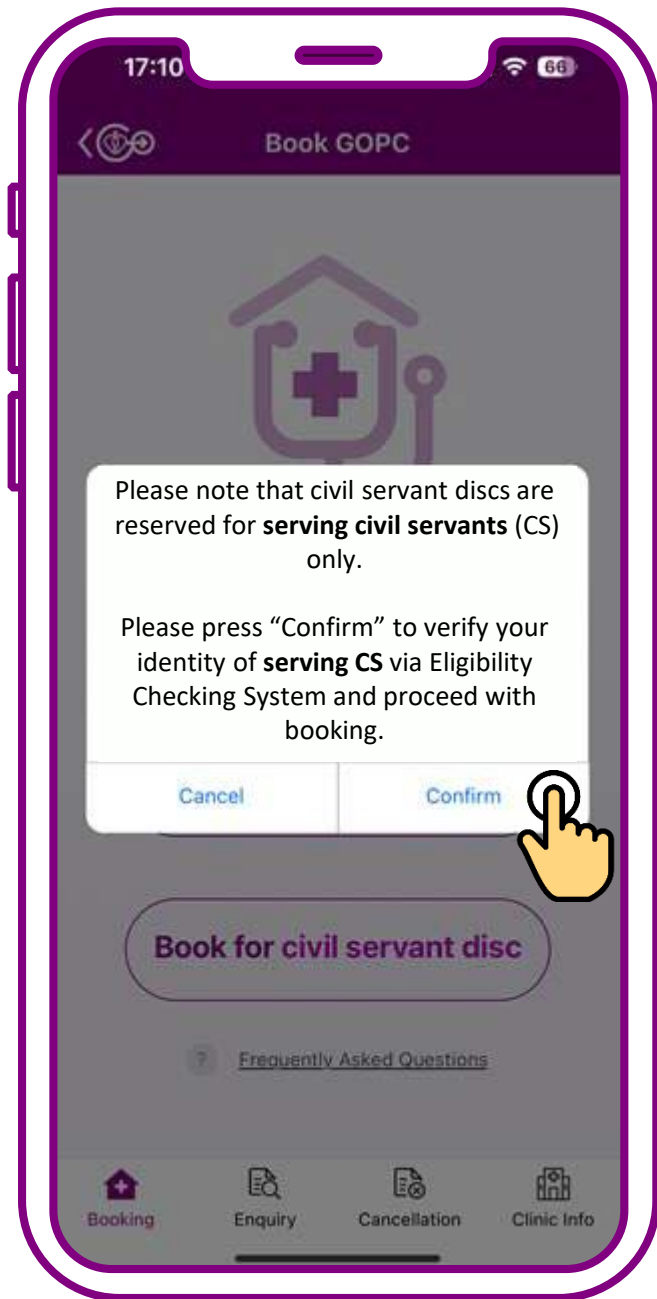 17:10
66
Book GOPC
Please note that civil servant discs are
reserved for serving civil servants (CS)
only.
Please press “Confirm” to verify your
identity of serving CS via Eligibility
Checking System and proceed with
booking.
Cancel
Confirm
Book for civil servant disc
? Frequently Asked Questions
Booking
Enquiry
Cancellation
Clinic Info